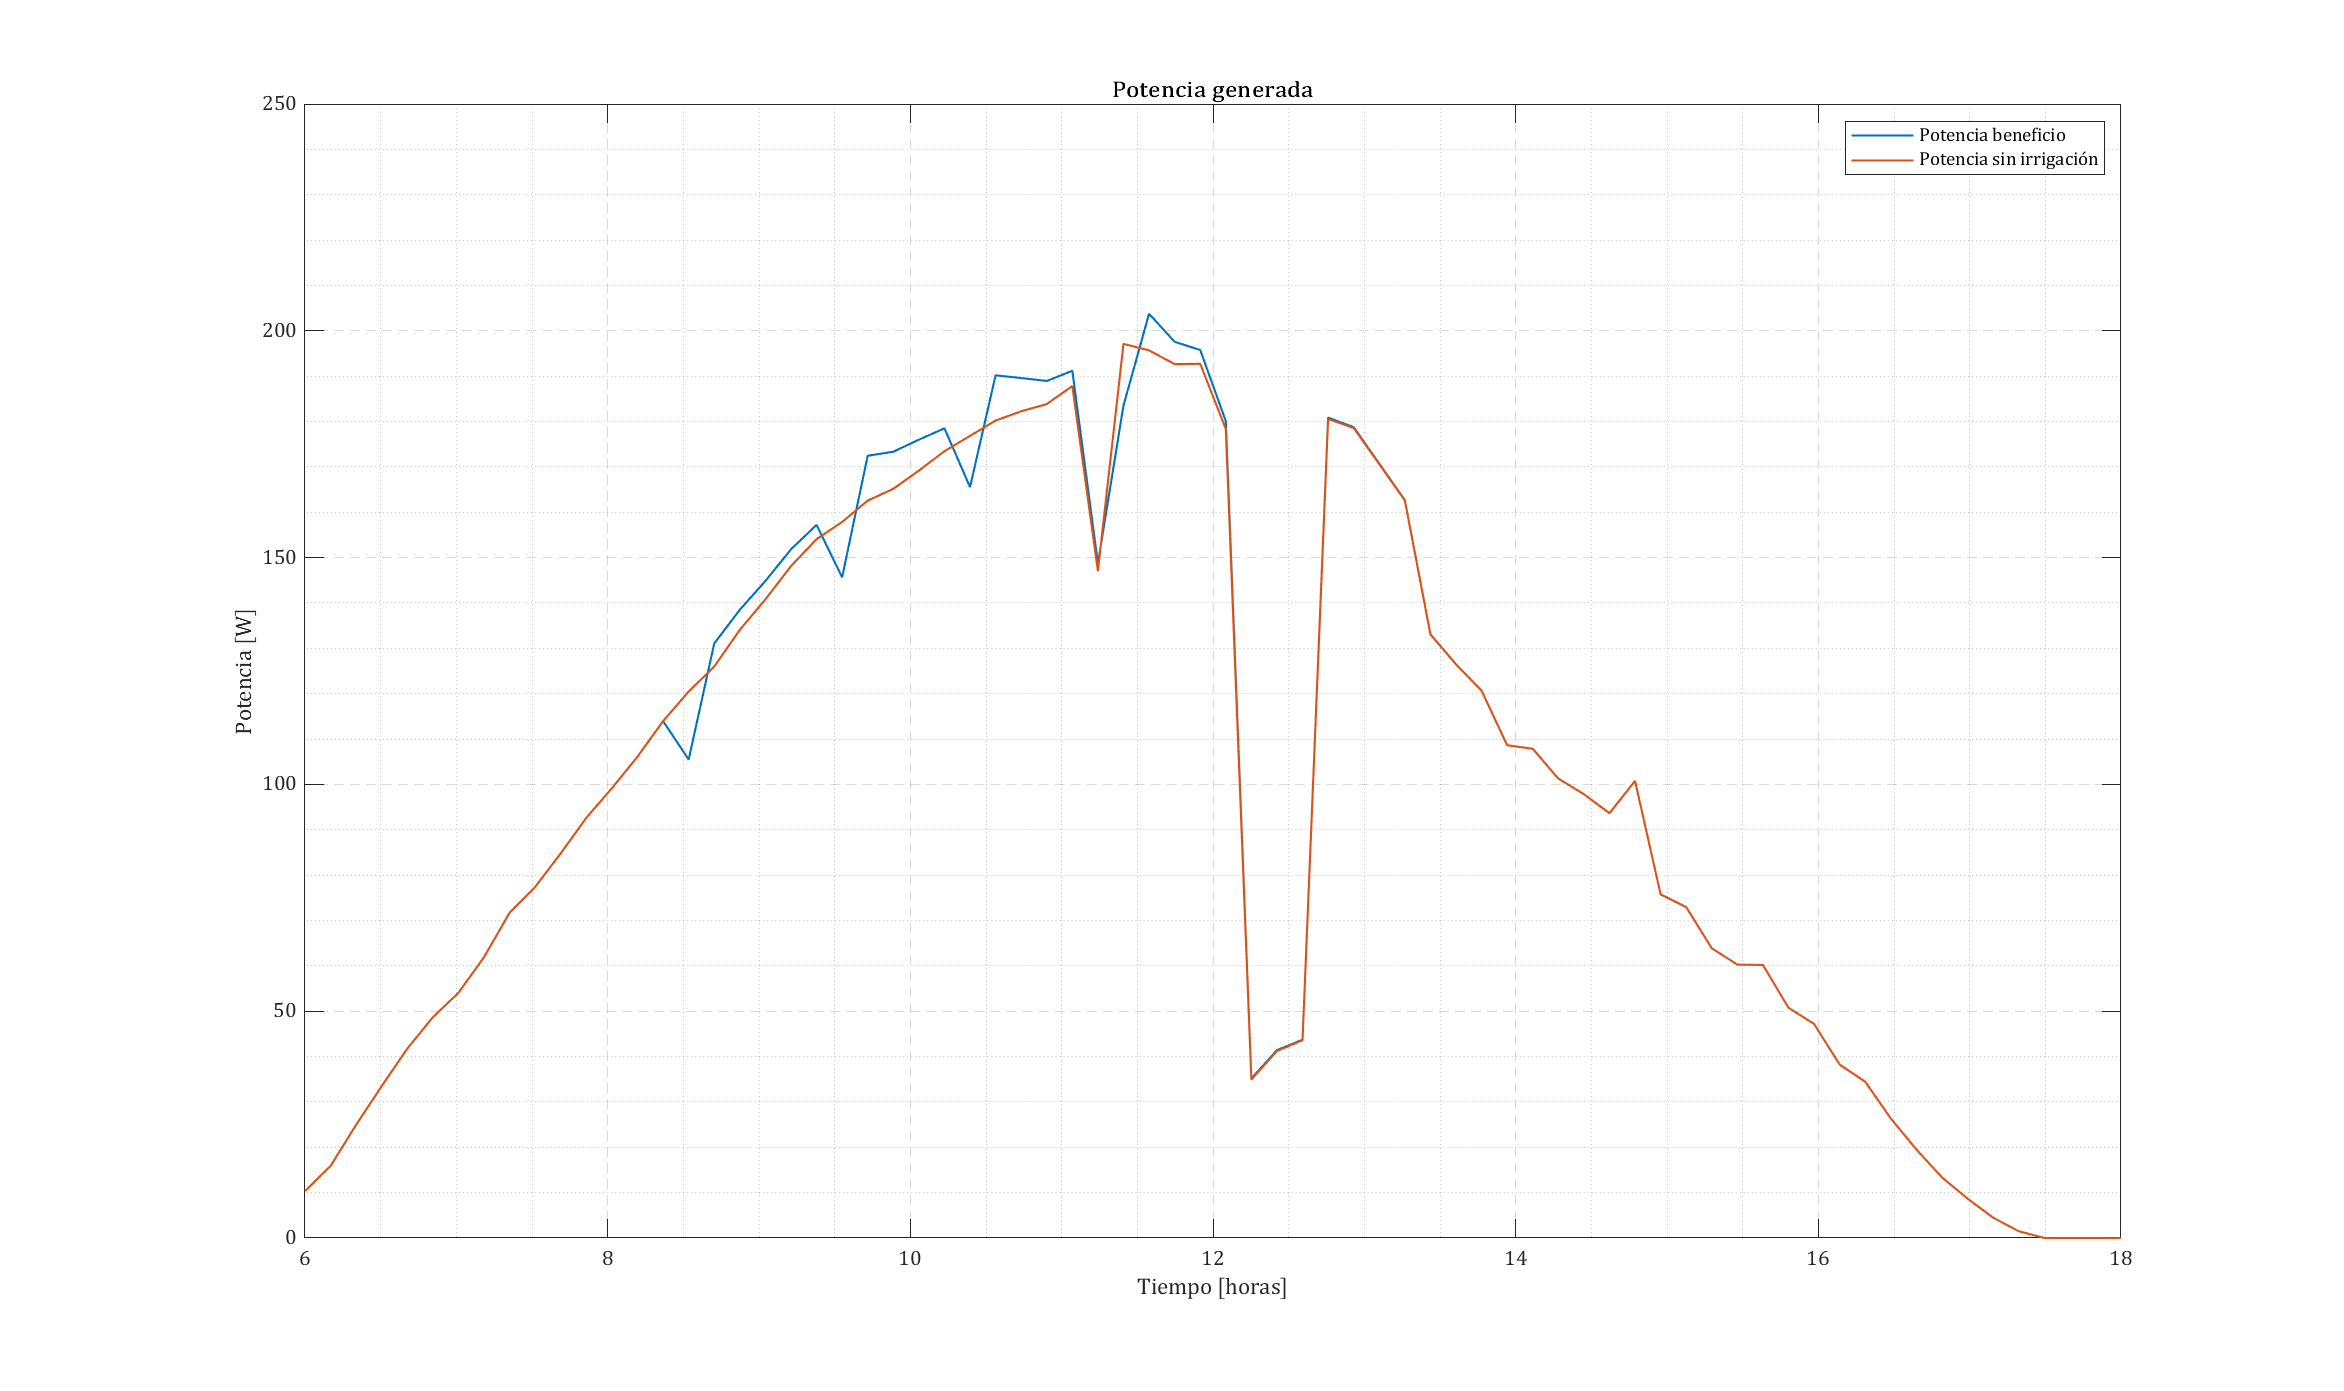 Potencia generada
250
200
150
100
50
0
Potencia [W]
Potencia beneficio
Potencia sin irrigación
6 8 10 12 14 16 18
Tiempo [horas]